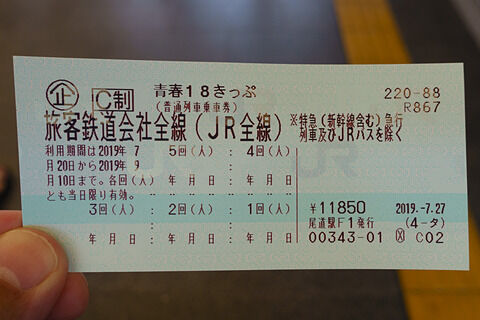 企 C制 青春18きっぷ 220-88
(普通列車乗車券) R867
旅客鉄道会社全線(JR全線) ※特急(新幹線含む)急行
列車及びJRバスを除く
利用期間は2019年 7 5回(人) : 4回(人) :
月20日から2019年 9
月10日まで。各回(人) 年 月 日 年 月 日
とも当日限り有効。
3回(人) : 2回(人) : 1回(人) : ¥11850 2019.-7.27
尾道駅F1発行 (4-タ)
年 月 日 年 月 日 年 月 日 00343-01 C02